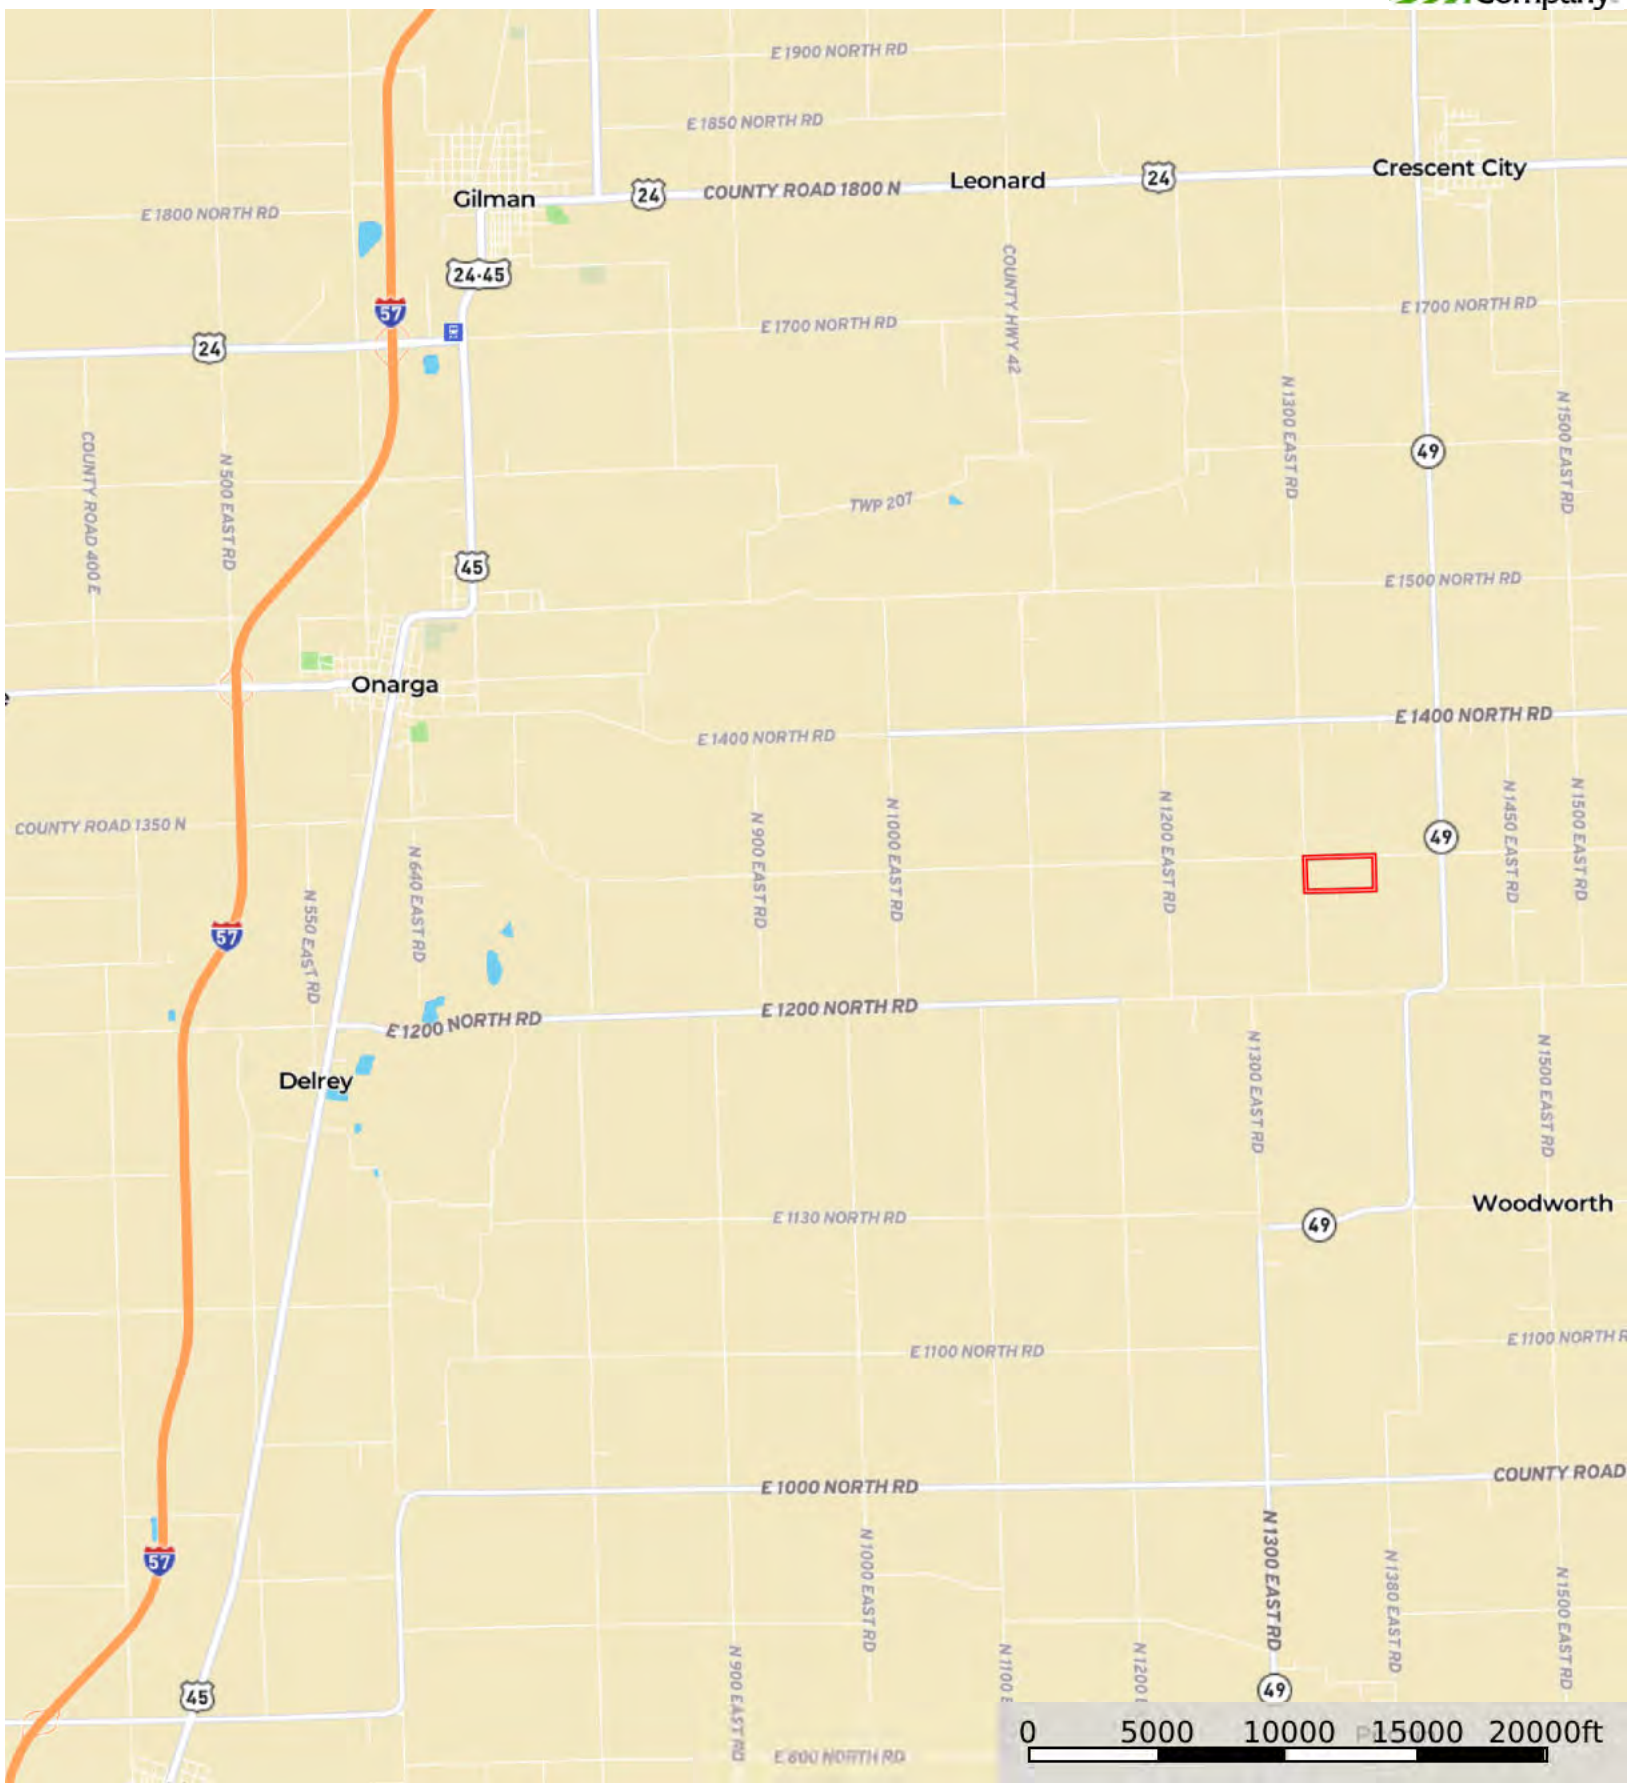 Company
E 1900 NORTH RD
E 1850 NORTH RD
Crescent City
Leonard
24
24
COUNTY ROAD 1800 N
Gilman
E 1800 NORTH RD
24·45
COUNTY HWY 42
57
E 1700 NORTH RD
E 1700 NORTH RD
24
N 1300 EAST RD
N 1500 EAST RD
COUNTY ROAD 400 E
N 500 EAST RD
49
TWP 207
45
E 1500 NORTH RD
Onarga
E 1400 NORTH RD
E 1400 NORTH RD
COUNTY ROAD 1350 N
N 640 EAST RD
N 900 EAST RD
N 1000 EAST RD
N 1200 EAST RD
49
N 1450 EAST RD
N 1500 EAST RD
N 550 EAST RD
57
E 1200 NORTH RD
E 1200 NORTH RD
Delrey
N 1300 EAST RD
N 1500 EAST RD
Woodworth
E 1130 NORTH RD
49
E 1100 NORTH RD
E 1100 NORTH R
COUNTY ROAD
E 1000 NORTH RD
57
N 1000 EAST RD
N 1300 EAST RD
N 1380 EAST RD
N 1500 EAST RD
45
N 900 EAST RD
N 1100 E
N 1200 E
49
0 5000 10000 15000 20000ft
E 800 NORTH RD